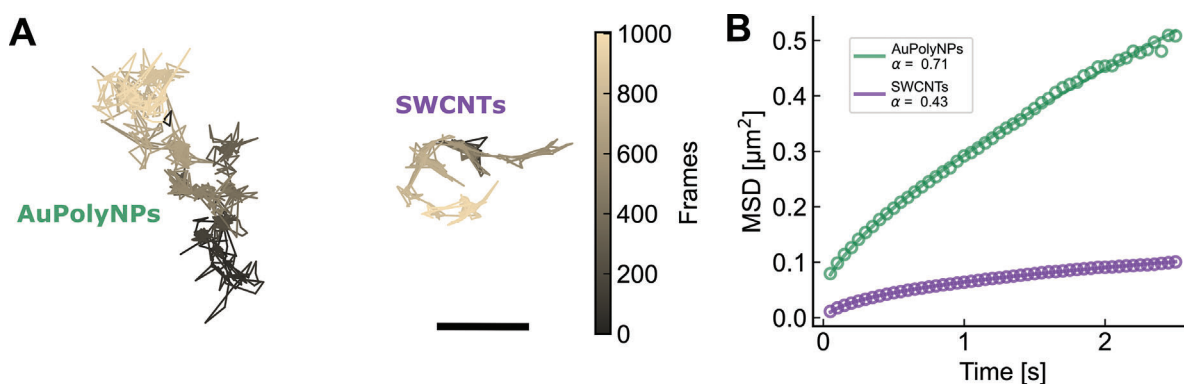 A
AuPolyNPs
SWCNTs
1000
800
600
400
200
0
Frames
B
AuPolyNPs
α = 0.71
SWCNTs
α = 0.43
MSD [μm²]
0.5
0.4
0.3
0.2
0.1
0.0
0
1
2
Time [s]